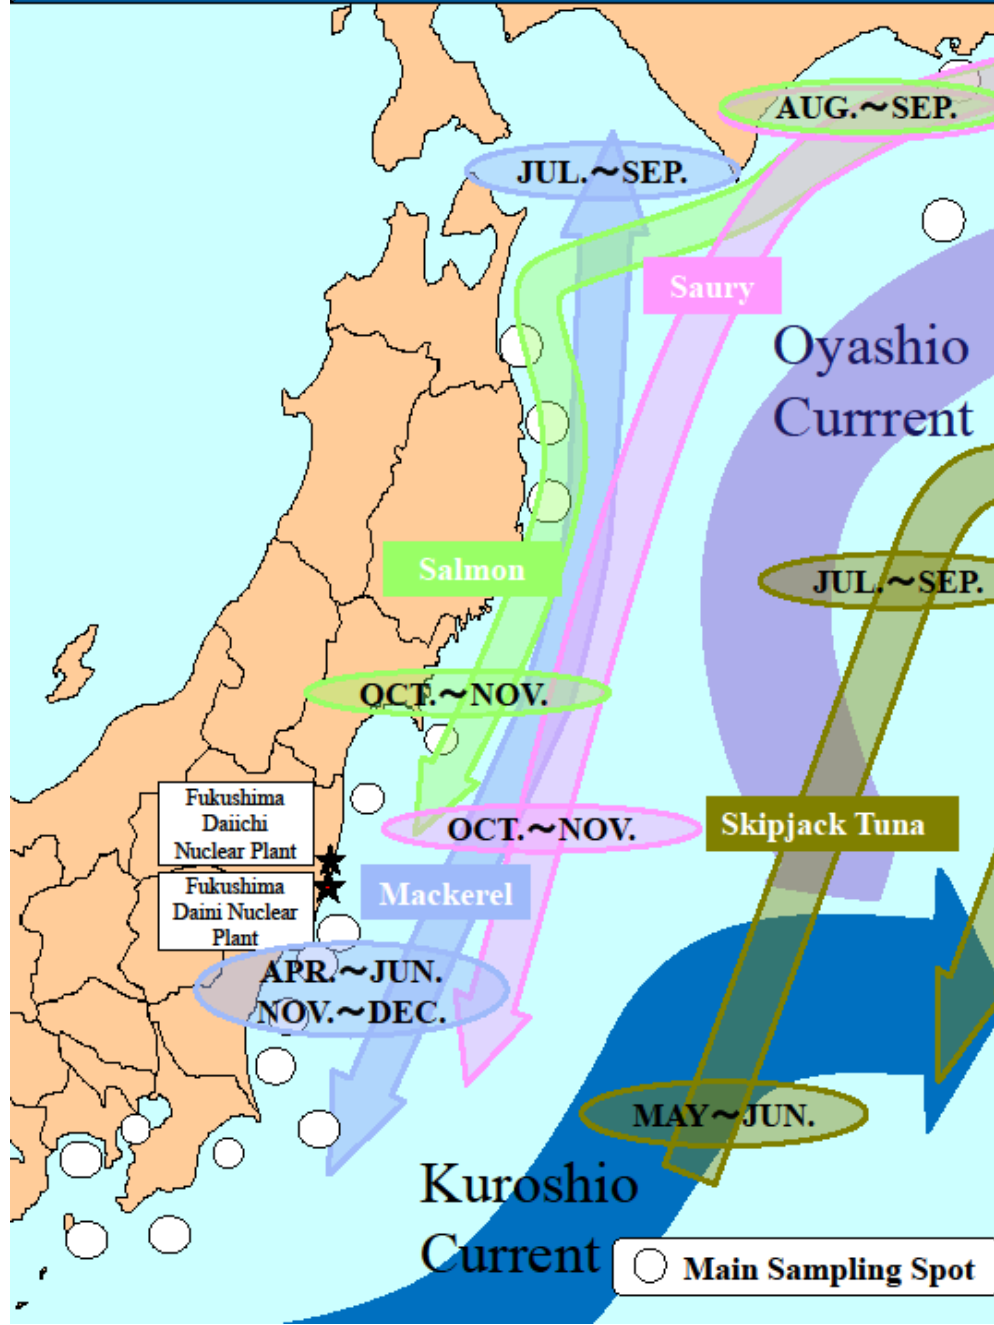 AUG.～SEP.
JUL.～SEP.
Saury
Oyashio
Currrent
Salmon
JUL.～SEP.
OCT.～NOV.
Fukushima
Daiichi
Nuclear Plant
OCT.～NOV.
Skipjack Tuna
Fukushima
Daini Nuclear
Plant
Mackerel
APR.～JUN.
NOV.～DEC.
MAY～JUN.
Kuroshio
Current
Main Sampling Spot